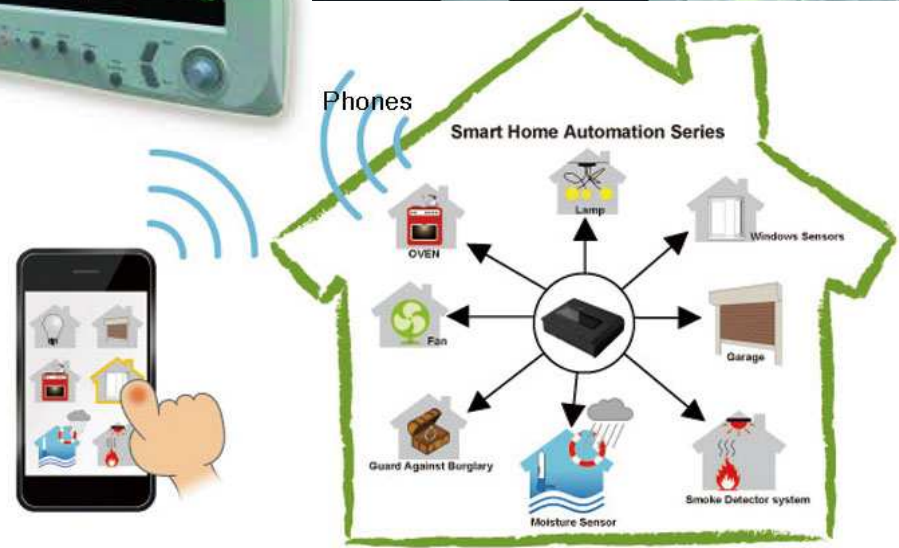 Phones
Smart Home Automation Series
Lamp
OVEN
Windows Sensors
Fan
Garage
Guard Against Burglary
Moisture Sensor
Smoke Detector system